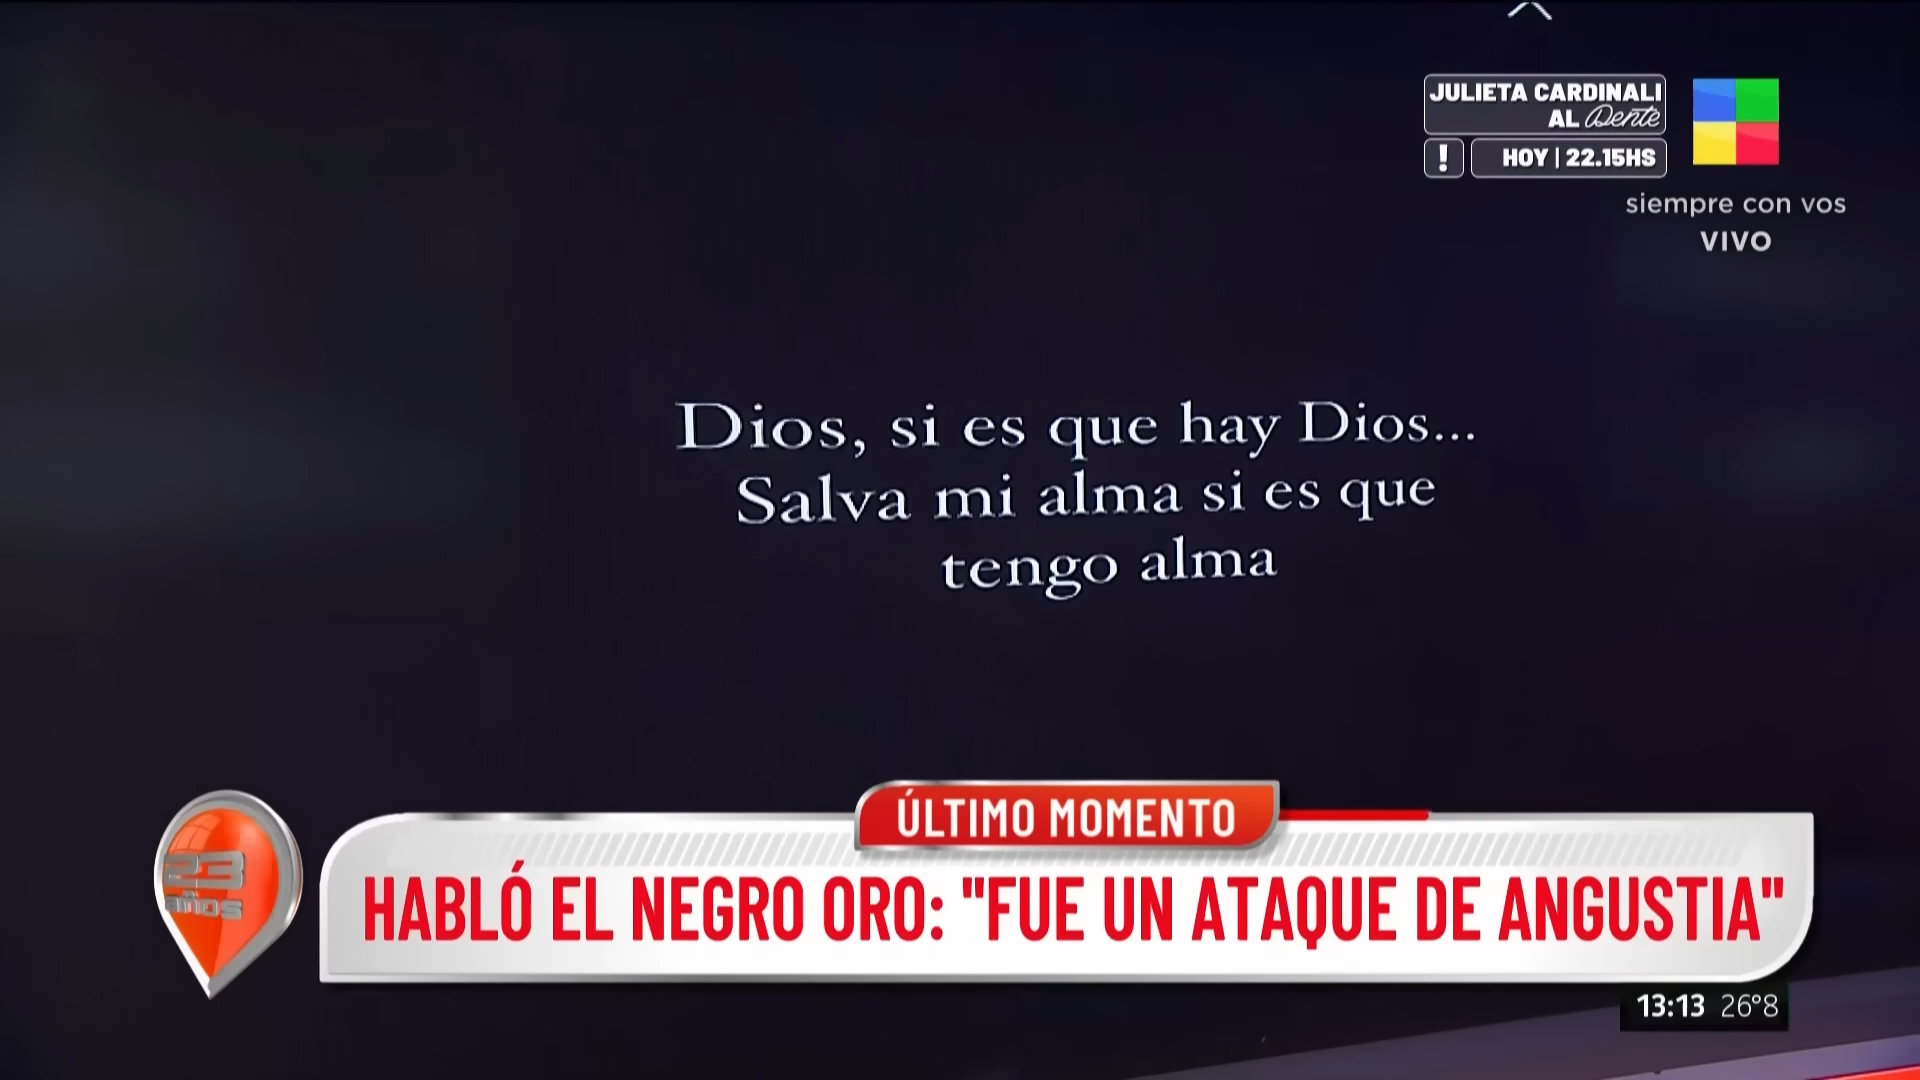 JULIETA CARDINALI
AL Dente
! HOY | 22.15HS
siempre con vos
VIVO
Dios, si es que hay Dios...
Salva mi alma si es que
tengo alma
ÚLTIMO MOMENTO
23
años
HABLÓ EL NEGRO ORO: "FUE UN ATAQUE DE ANGUSTIA"
13:13 26°8